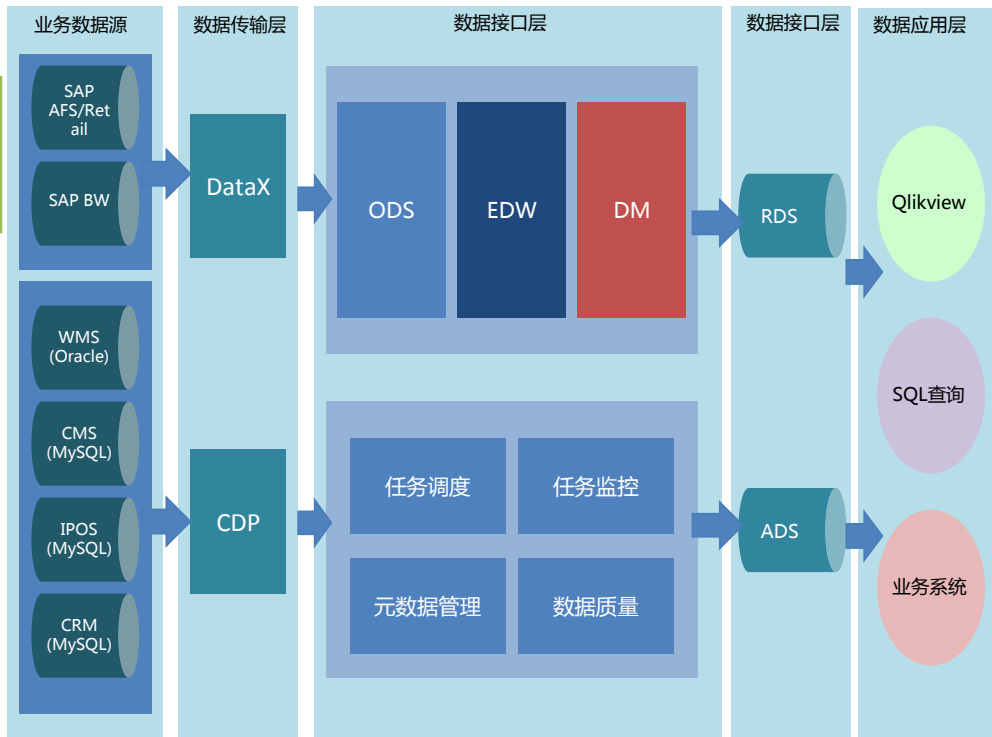 业务数据源
数据传输层
数据接口层
数据接口层
数据应用层
SAP
AFS/Ret
ail
SAP BW
WMS
(Oracle)
CMS
(MySQL)
IPOS
(MySQL)
CRM
(MySQL)
DataX
CDP
ODS
EDW
DM
任务调度
任务监控
元数据管理
数据质量
RDS
ADS
Qlikview
SQL查询
业务系统